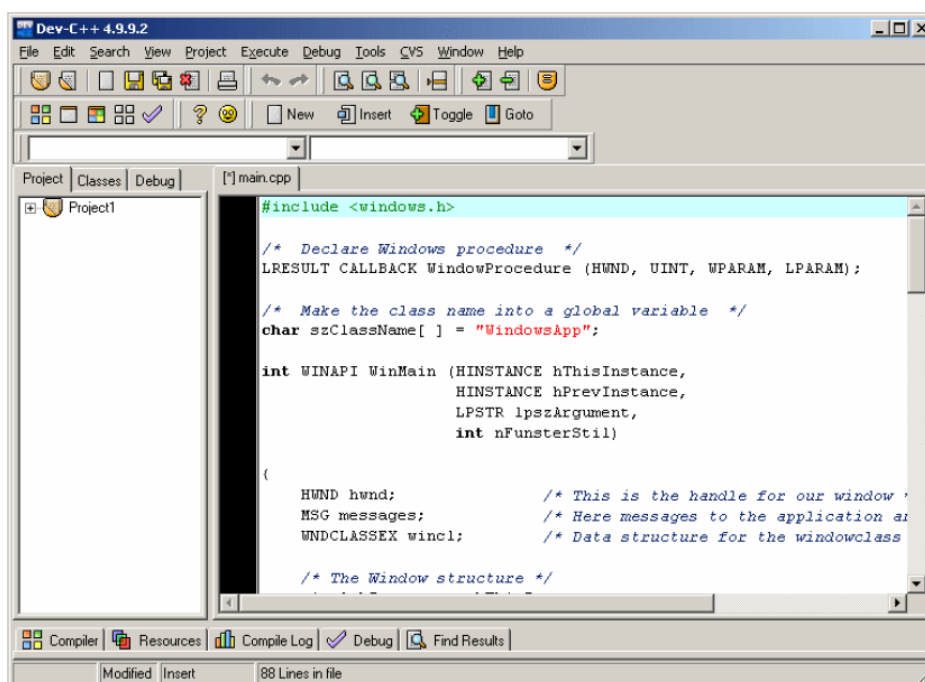 Dev-C++ 4.9.9.2
File Edit Search View Project Execute Debug Tools CVS Window Help
New Insert Toggle Goto
Project Classes Debug [*] main.cpp
Project1
#include <windows.h>
/* Declare Windows procedure */
LRESULT CALLBACK WindowProcedure (HWND, UINT, WPARAM, LPARAM);
/* Make the class name into a global variable */
char szClassName[ ] = "WindowsApp";
int WINAPI WinMain (HINSTANCE hThisInstance,
HINSTANCE hPrevInstance,
LPSTR lpszArgument,
int nFunsterStil)
{
HWND hwnd; /* This is the handle for our window
MSG messages; /* Here messages to the application
WNDCLASSEX wincl; /* Data structure for the windowclass
/* The Window structure */
Compiler Resources Compile Log Debug Find Results
Modified Insert 88 Lines in file